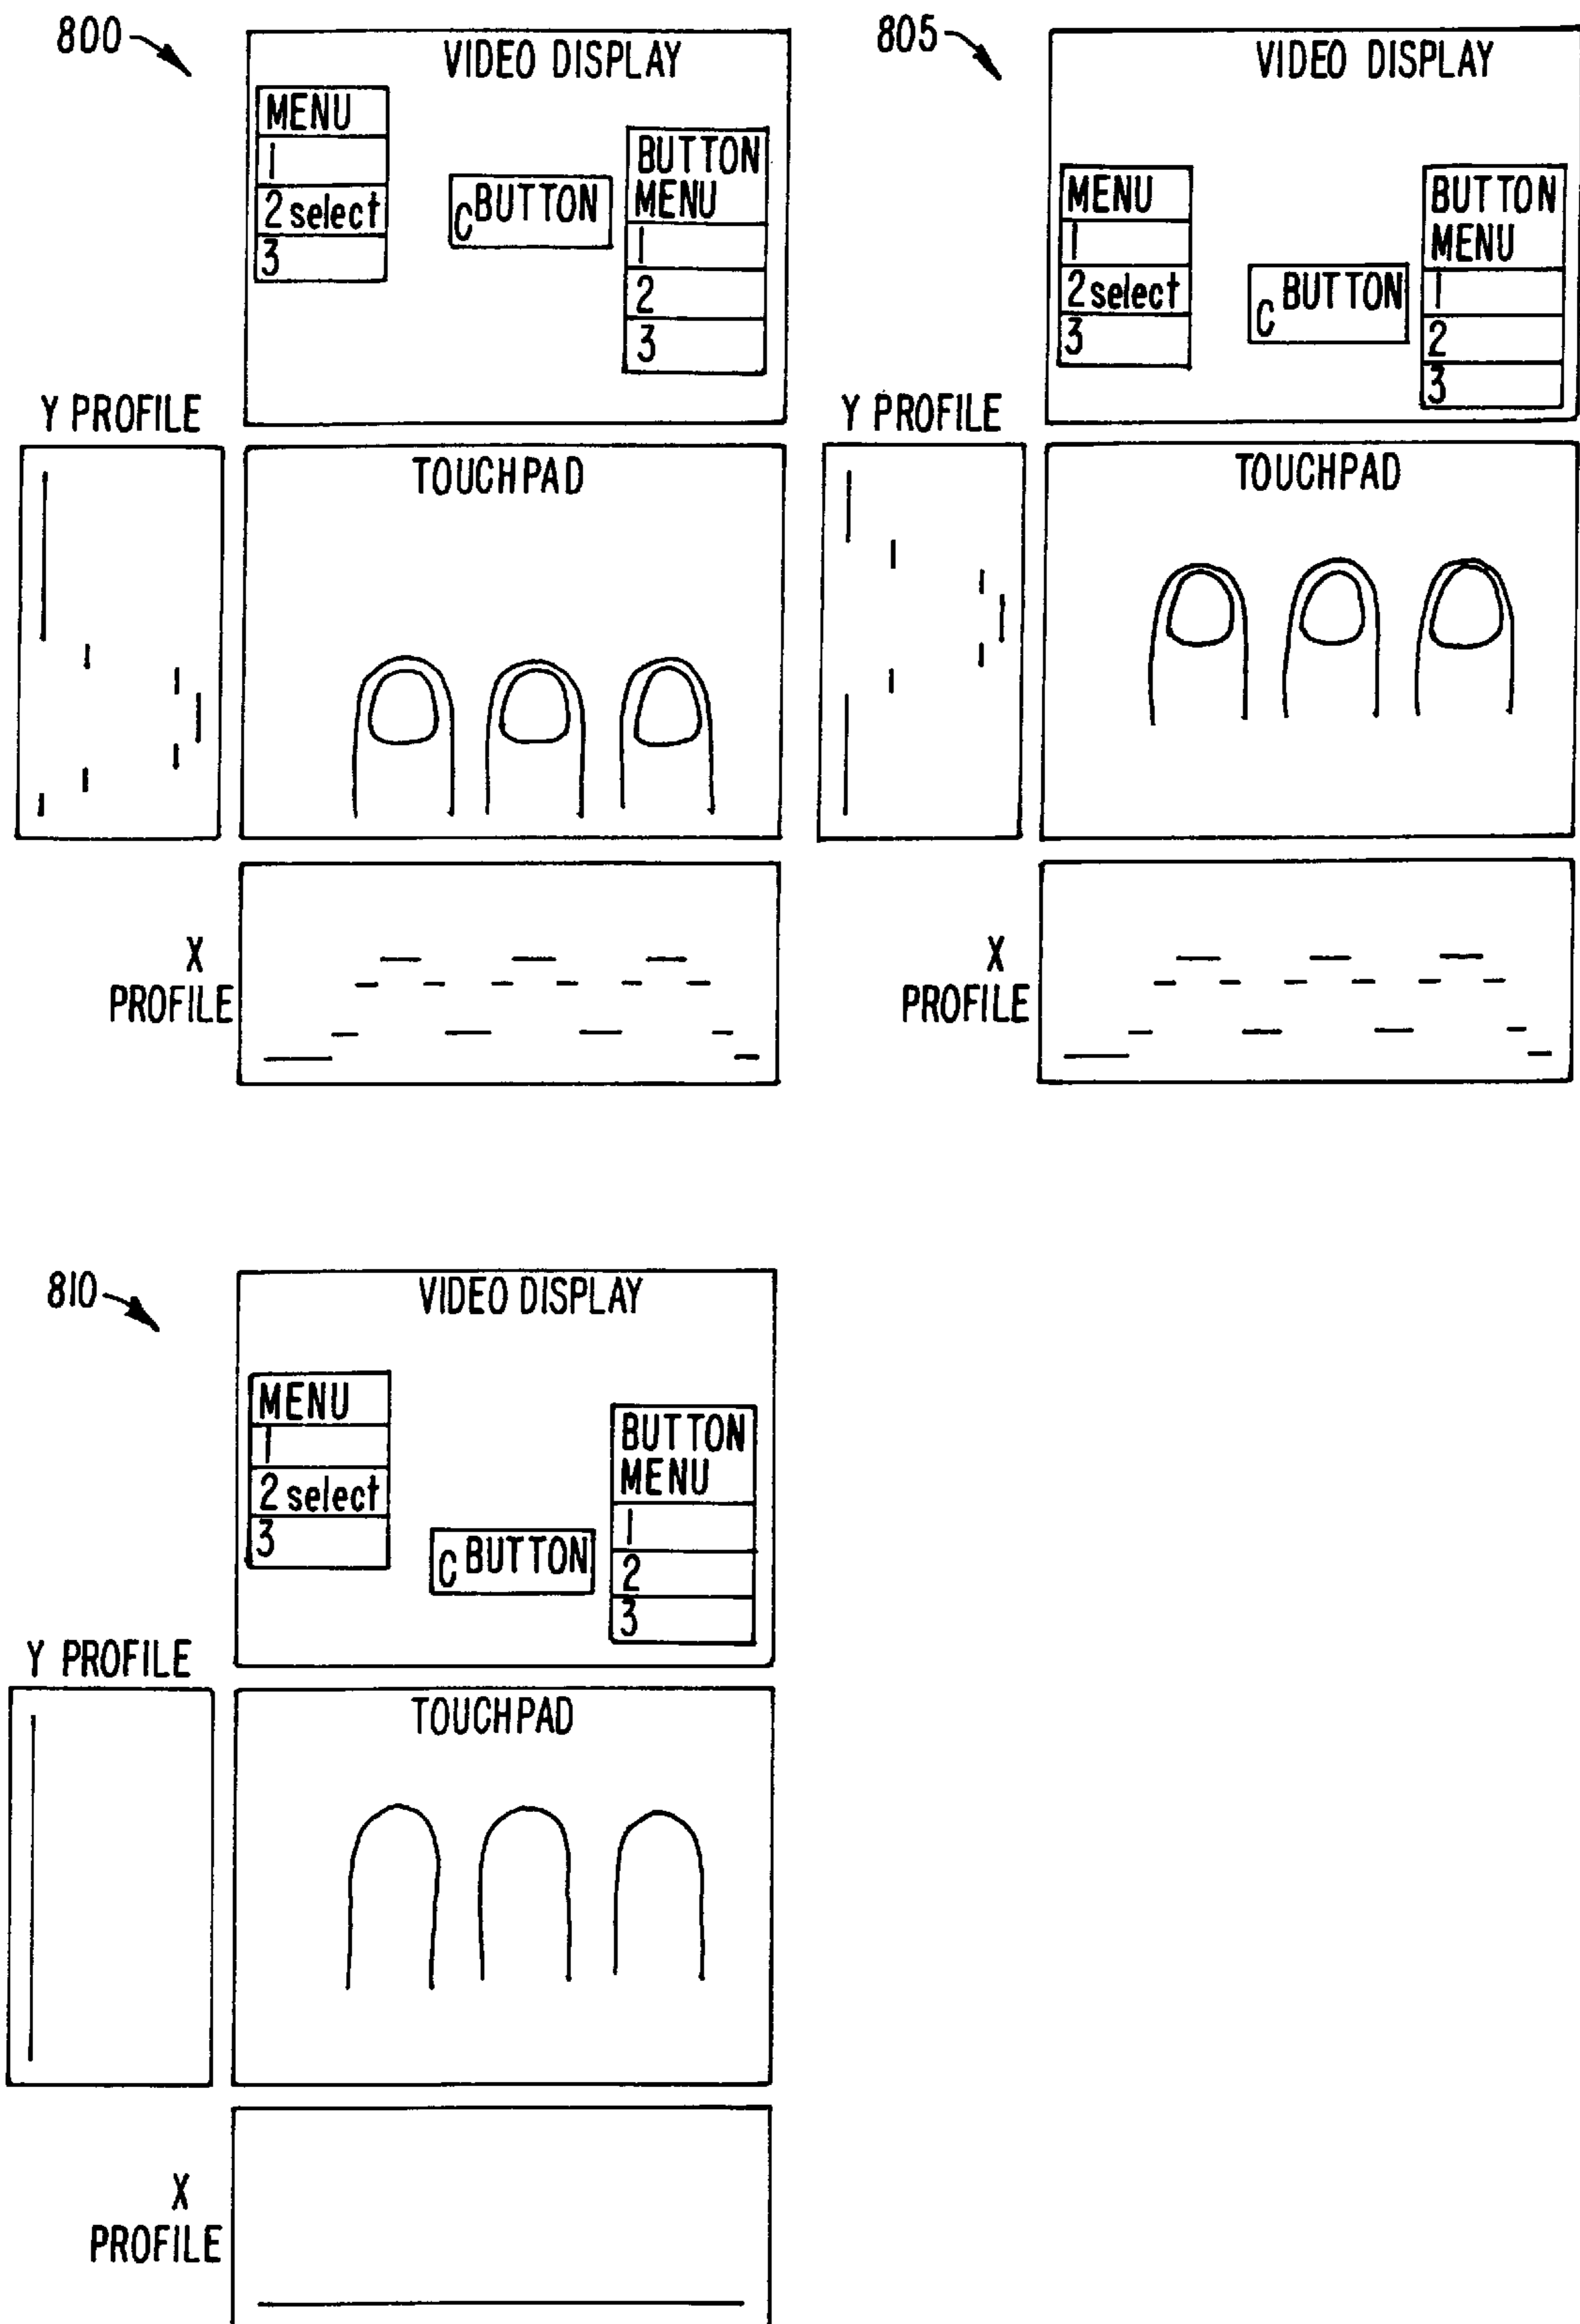 800
VIDEO DISPLAY
MENU
1
2 select
3
C BUTTON
BUTTON
MENU
1
2
3
Y PROFILE
TOUCHPAD
X
PROFILE
805
VIDEO DISPLAY
MENU
1
2 select
3
C BUTTON
BUTTON
MENU
1
2
3
Y PROFILE
TOUCHPAD
X
PROFILE
810
VIDEO DISPLAY
MENU
1
2 select
3
C BUTTON
BUTTON
MENU
1
2
3
Y PROFILE
TOUCHPAD
X
PROFILE